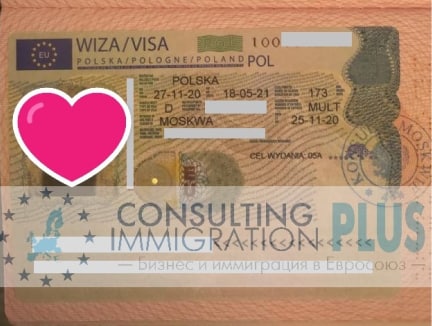 EU
WIZA/VISA 100
POLSKA/POLOGNE/POLAND POL
POLSKA
27-11-20 18-05-21 173
D MULT
MOSKWA 25-11-20
CEL WYDANIA: 05A
CONSULTING
IMMIGRATION PLUS
<<<<<<<<<<<<<<<
— Бизнес и иммиграция в Евросоюз —